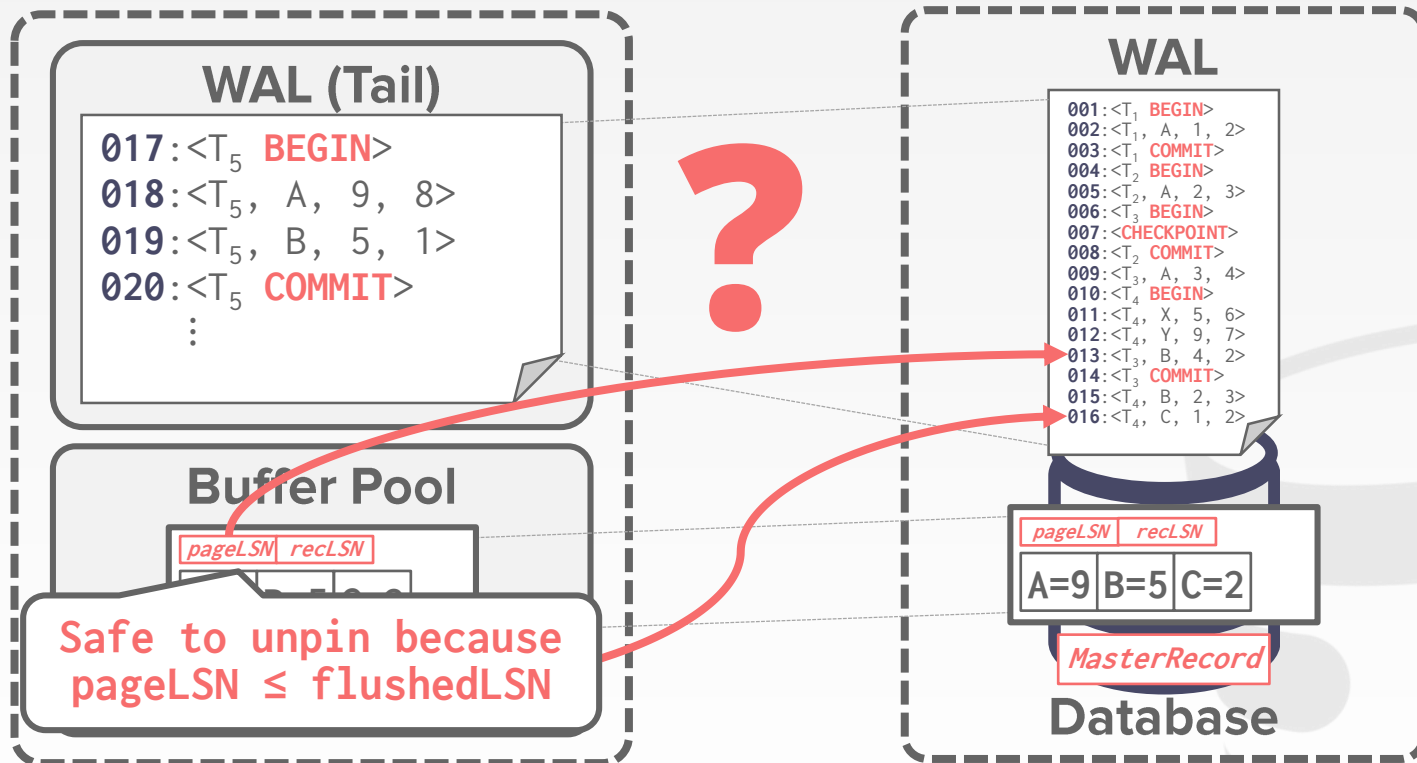 WAL (Tail)
017:<T5 BEGIN>
018:<T5, A, 9, 8>
019:<T5, B, 5, 1>
020:<T5 COMMIT>
⋮
?
Buffer Pool
pageLSN recLSN
Safe to unpin because
pageLSN ≤ flushedLSN
WAL
001:<T1 BEGIN>
002:<T1, A, 1, 2>
003:<T1 COMMIT>
004:<T2 BEGIN>
005:<T2, A, 2, 3>
006:<T3 BEGIN>
007:<CHECKPOINT>
008:<T2 COMMIT>
009:<T3, A, 3, 4>
010:<T4 BEGIN>
011:<T4, X, 5, 6>
012:<T4, Y, 9, 7>
013:<T3, B, 4, 2>
014:<T3 COMMIT>
015:<T4, B, 2, 3>
016:<T4, C, 1, 2>
pageLSN recLSN
A=9 B=5 C=2
MasterRecord
Database